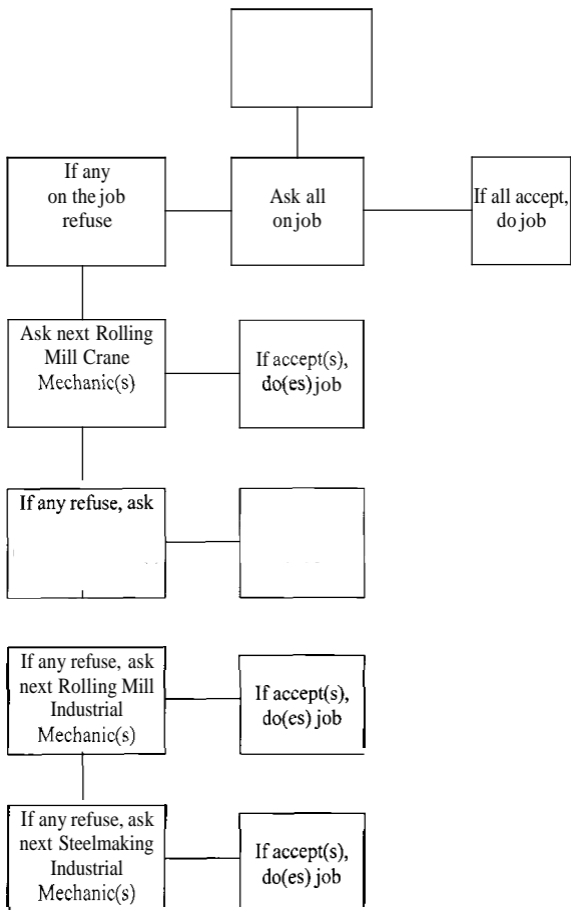 If any
on the job
refuse
Ask all
on job
If all accept,
do job
Ask next Rolling
Mill Crane
Mechanic(s)
If accept(s),
do(es) job
If any refuse, ask
If any refuse, ask
next Rolling Mill
Industrial
Mechanic(s)
If accept(s),
do(es) job
If any refuse, ask
next Steelmaking
Industrial
Mechanic(s)
If accept(s),
do(es) job